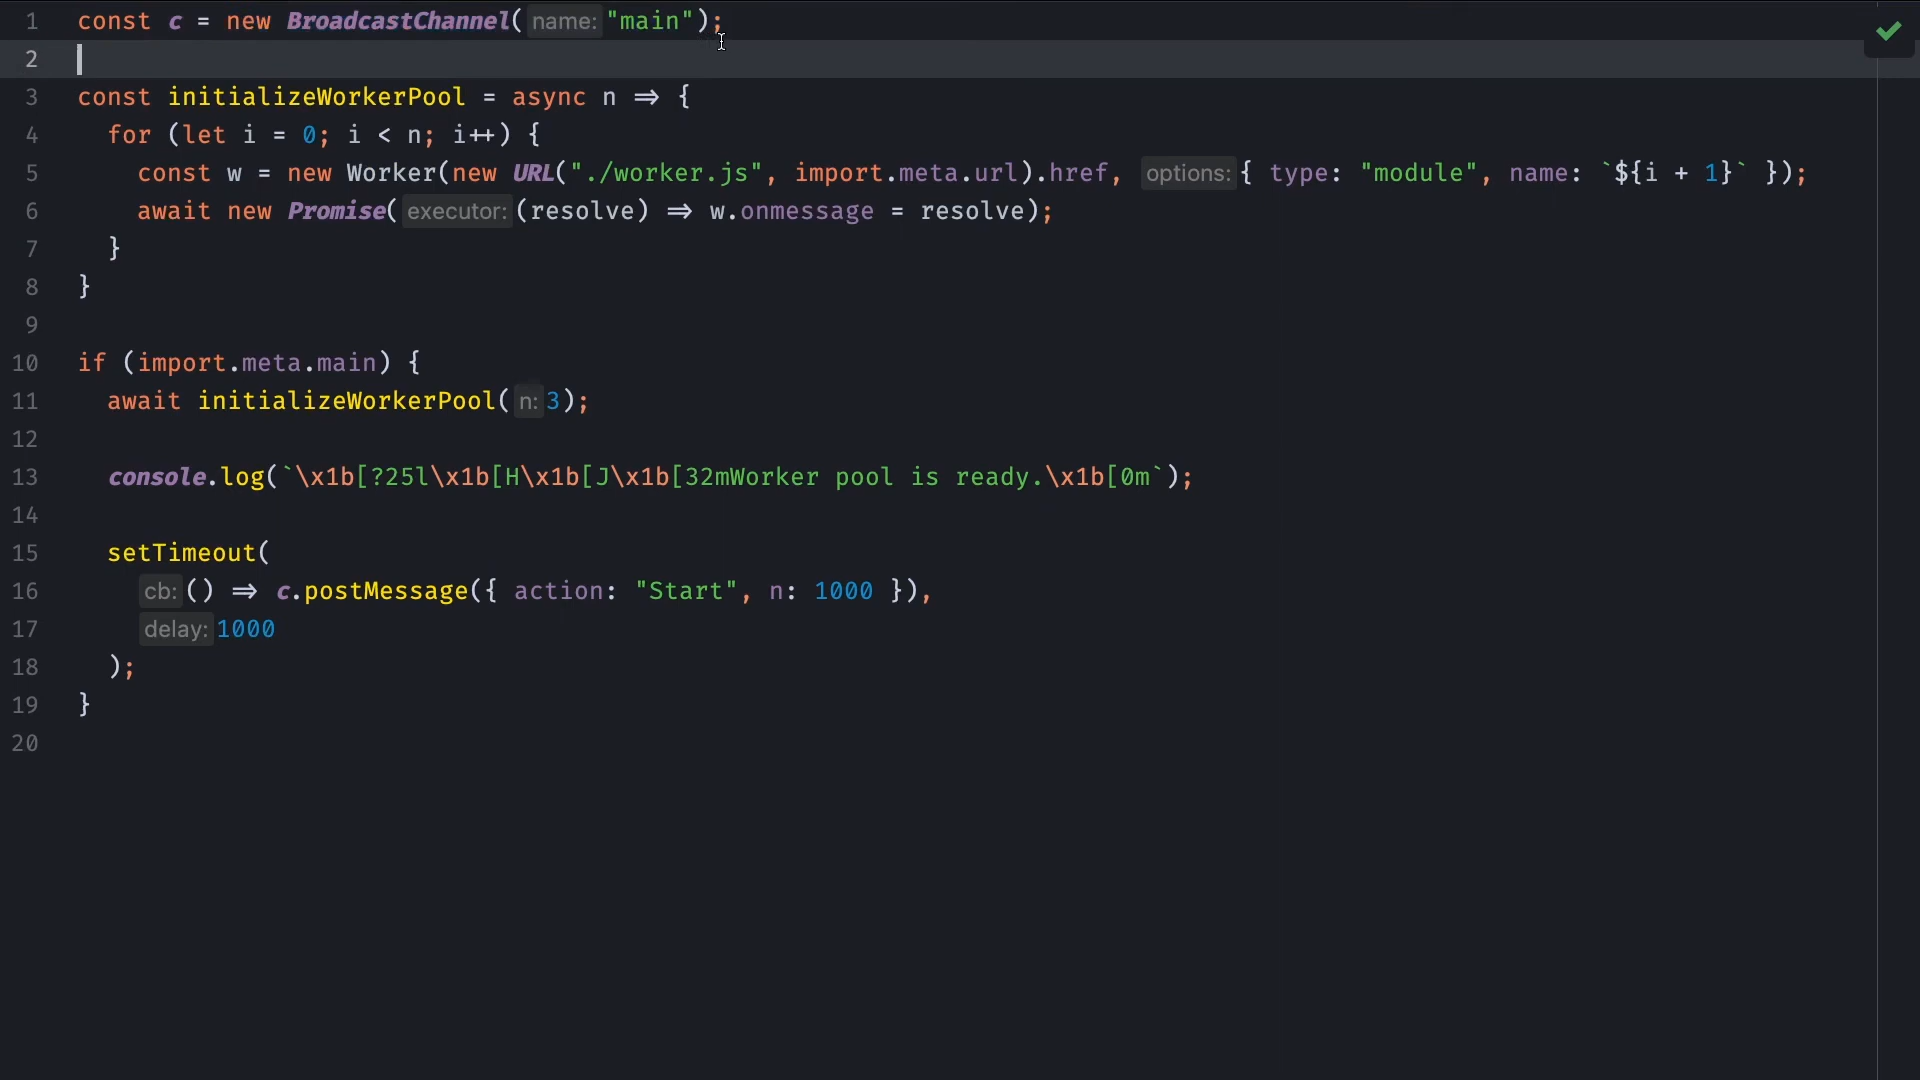 1 const c = new BroadcastChannel( name: "main");
2
3 const initializeWorkerPool = async n => {
4 for (let i = 0; i < n; i++) {
5 const w = new Worker(new URL("./worker.js", import.meta.url).href, options: { type: "module", name: `${i + 1}` });
6 await new Promise( executor: (resolve) => w.onmessage = resolve);
7 }
8 }
9
10 if (import.meta.main) {
11 await initializeWorkerPool( n: 3);
12
13 console.log(`\x1b[?25l\x1b[H\x1b[J\x1b[32mWorker pool is ready.\x1b[0m`);
14
15 setTimeout(
16 cb: () => c.postMessage({ action: "Start", n: 1000 }),
17 delay: 1000
18 );
19 }
20